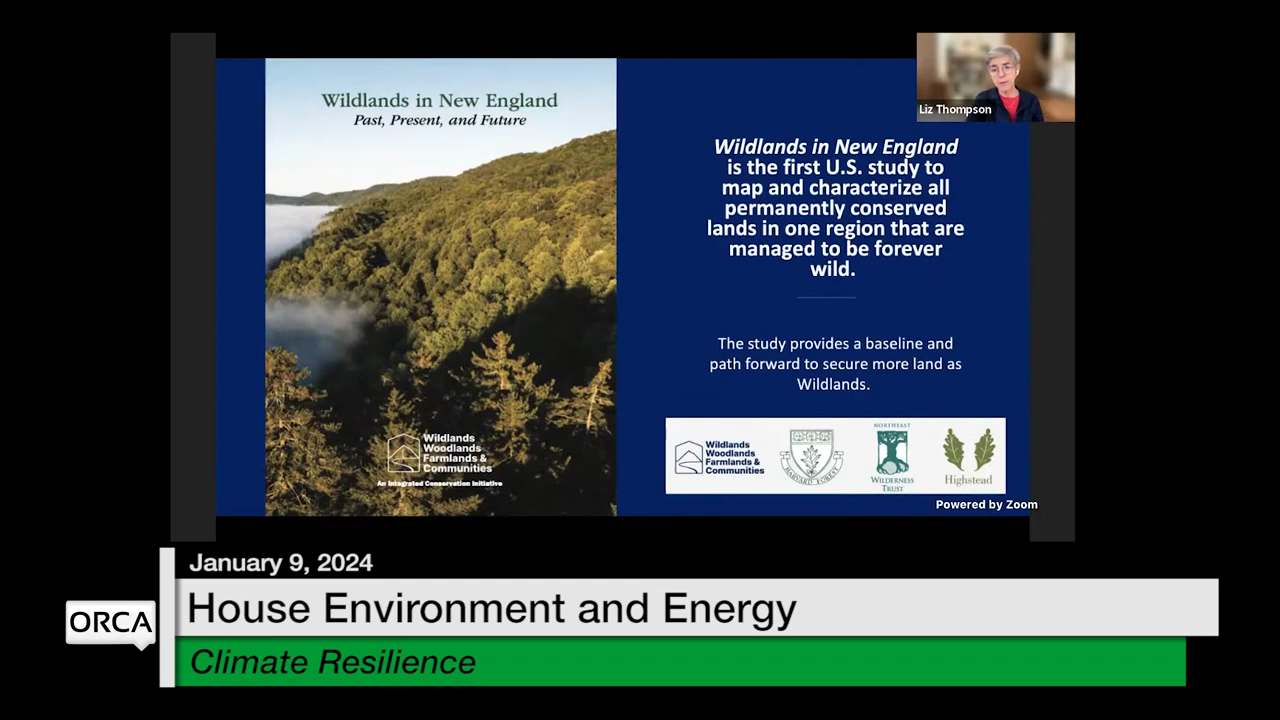 Wildlands in New England
Past, Present, and Future
Wildlands
Woodlands
Farmlands &
Communities
An Integrated Conservation Initiative
Liz Thompson
Wildlands in New England
is the first U.S. study to
map and characterize all
permanently conserved
lands in one region that are
managed to be forever
wild.
The study provides a baseline and
path forward to secure more land as
Wildlands.
Wildlands
Woodlands
Farmlands &
Communities
HARVARD FOREST
NORTHEAST
WILDERNESS
TRUST
Highstead
Powered by Zoom
January 9, 2024
ORCA
House Environment and Energy
Climate Resilience